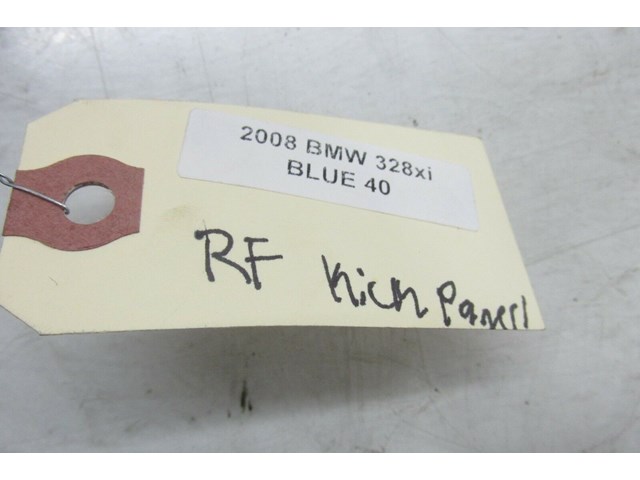 2008 BMW 328xi
BLUE 40
RF Kick Panel